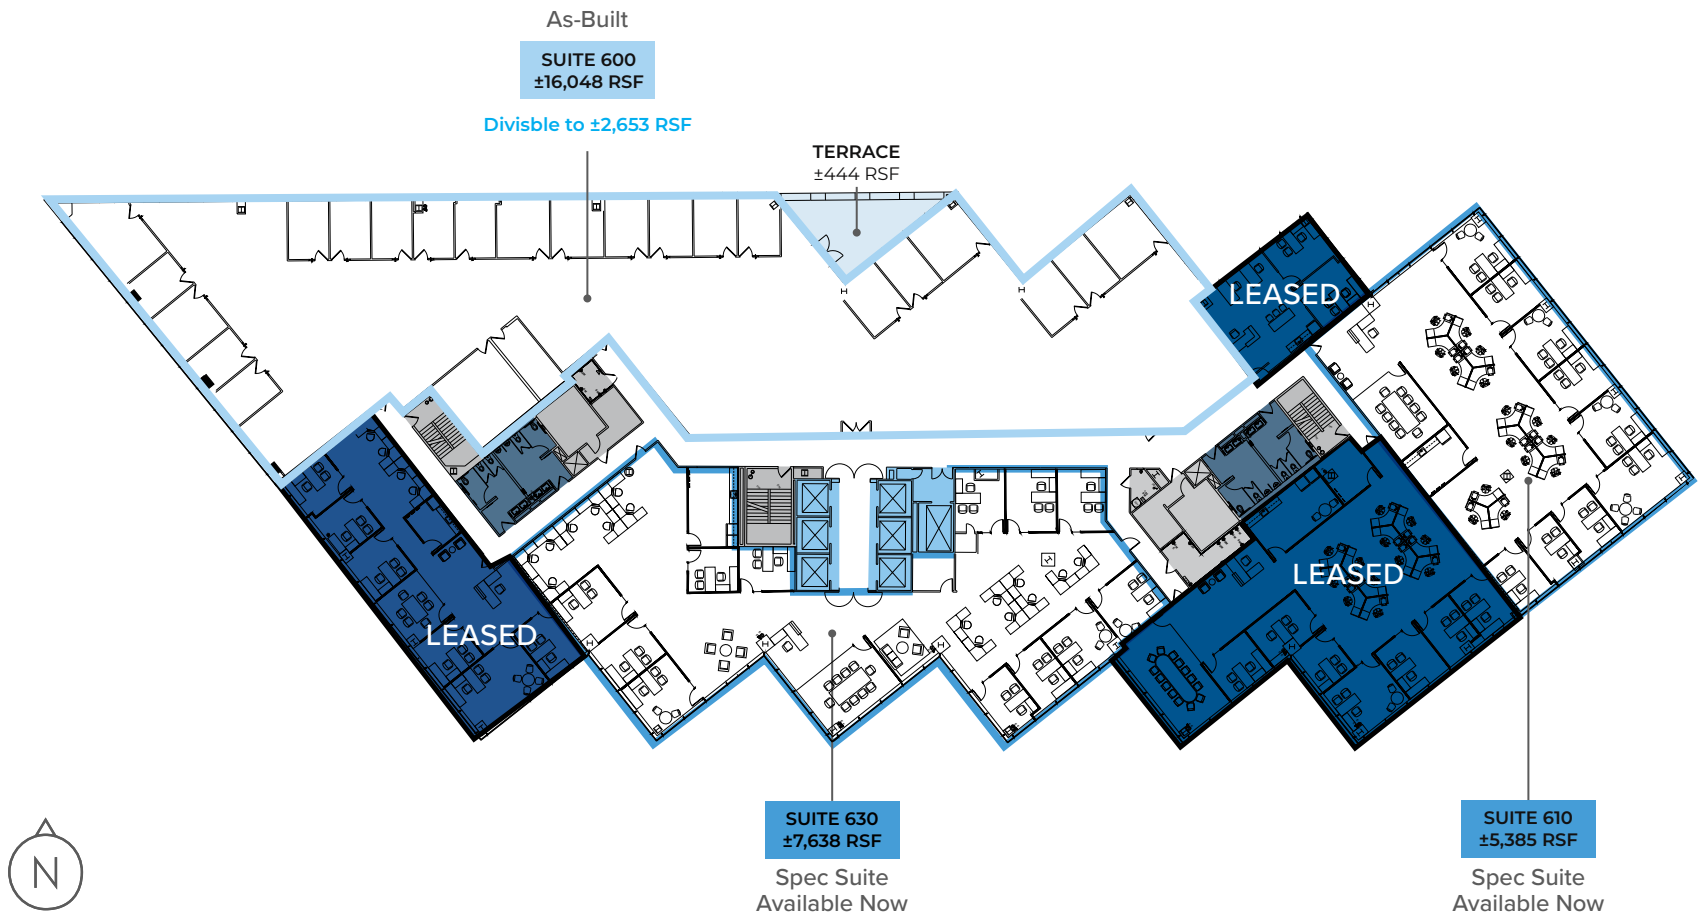 As-Built
SUITE 600
±16,048 RSF
Divisble to ±2,653 RSF
TERRACE
±444 RSF
LEASED
LEASED
LEASED
SUITE 630
±7,638 RSF
Spec Suite
Available Now
SUITE 610
±5,385 RSF
Spec Suite
Available Now
N